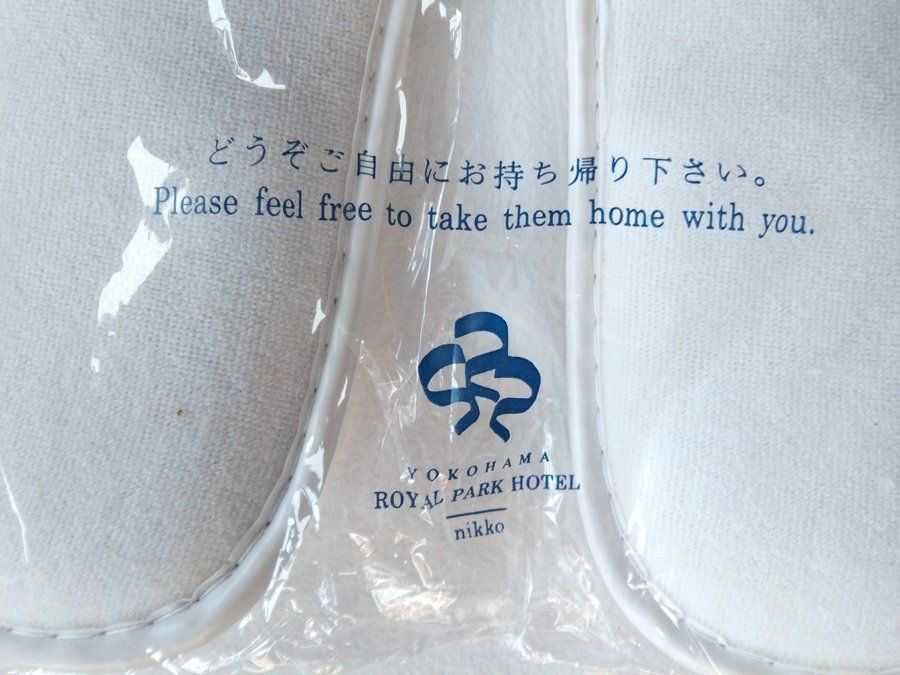 どうぞご自由にお持ち帰り下さい。
Please feel free to take them home with you.
YOKOHAMA
ROYAL PARK HOTEL
nikko